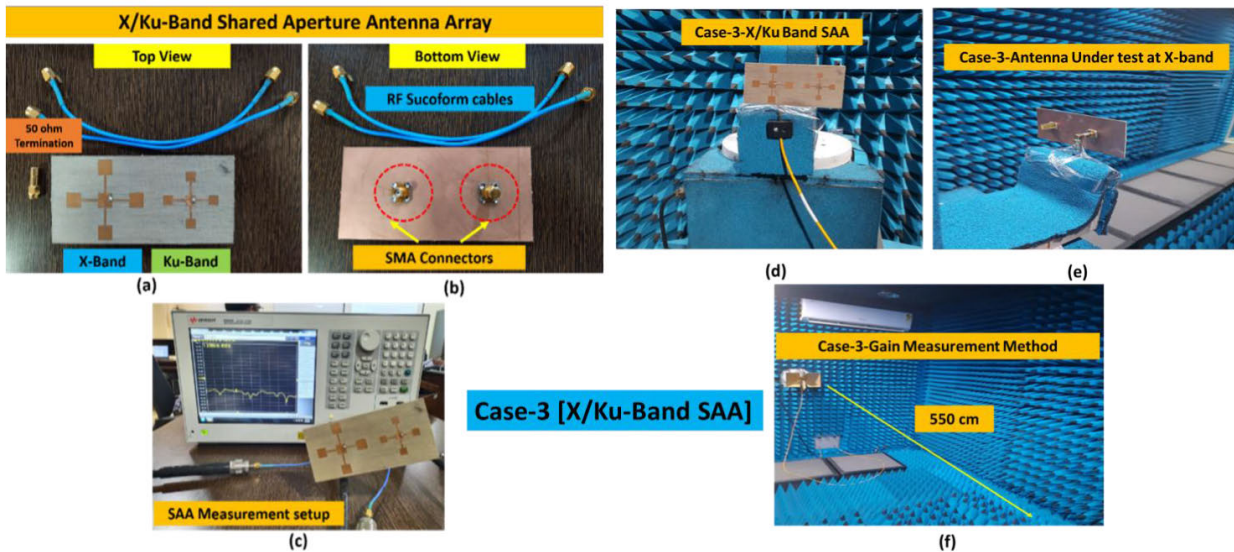 X/Ku-Band Shared Aperture Antenna Array
Top View
50 ohm
Termination
X-Band
Ku-Band
(a)
Bottom View
RF Sucoform cables
SMA Connectors
(b)
Case-3-X/Ku Band SAA
(d)
Case-3-Antenna Under test at X-band
(e)
SAA Measurement setup
(c)
Case-3 [X/Ku-Band SAA]
Case-3-Gain Measurement Method
550 cm
(f)